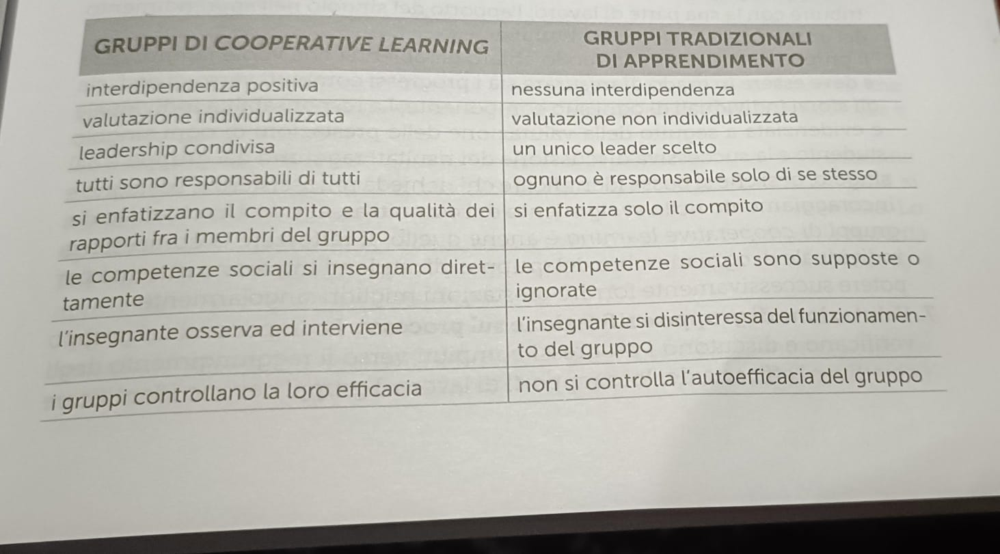 GRUPPI DI COOPERATIVE LEARNING
GRUPPI TRADIZIONALI
DI APPRENDIMENTO
interdipendenza positiva
nessuna interdipendenza
valutazione individualizzata
valutazione non individualizzata
leadership condivisa
un unico leader scelto
tutti sono responsabili di tutti
ognuno è responsabile solo di se stesso
si enfatizzano il compito e la qualità dei
rapporti fra i membri del gruppo
si enfatizza solo il compito
le competenze sociali si insegnano diret-
tamente
le competenze sociali sono supposte o
ignorate
l'insegnante osserva ed interviene
l'insegnante si disinteressa del funzionamen-
to del gruppo
i gruppi controllano la loro efficacia
non si controlla l'autoefficacia del gruppo